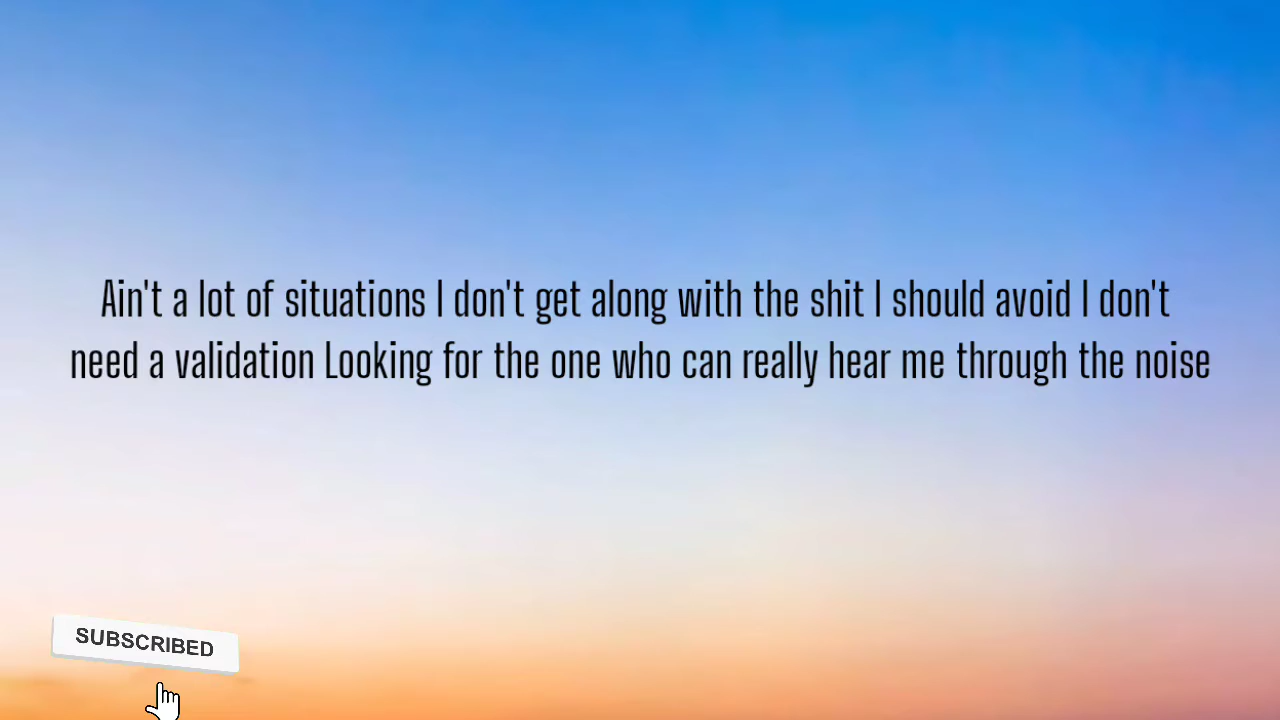 Ain't a lot of situations I don't get along with the shit I should avoid I don't
need a validation Looking for the one who can really hear me through the noise
SUBSCRIBED